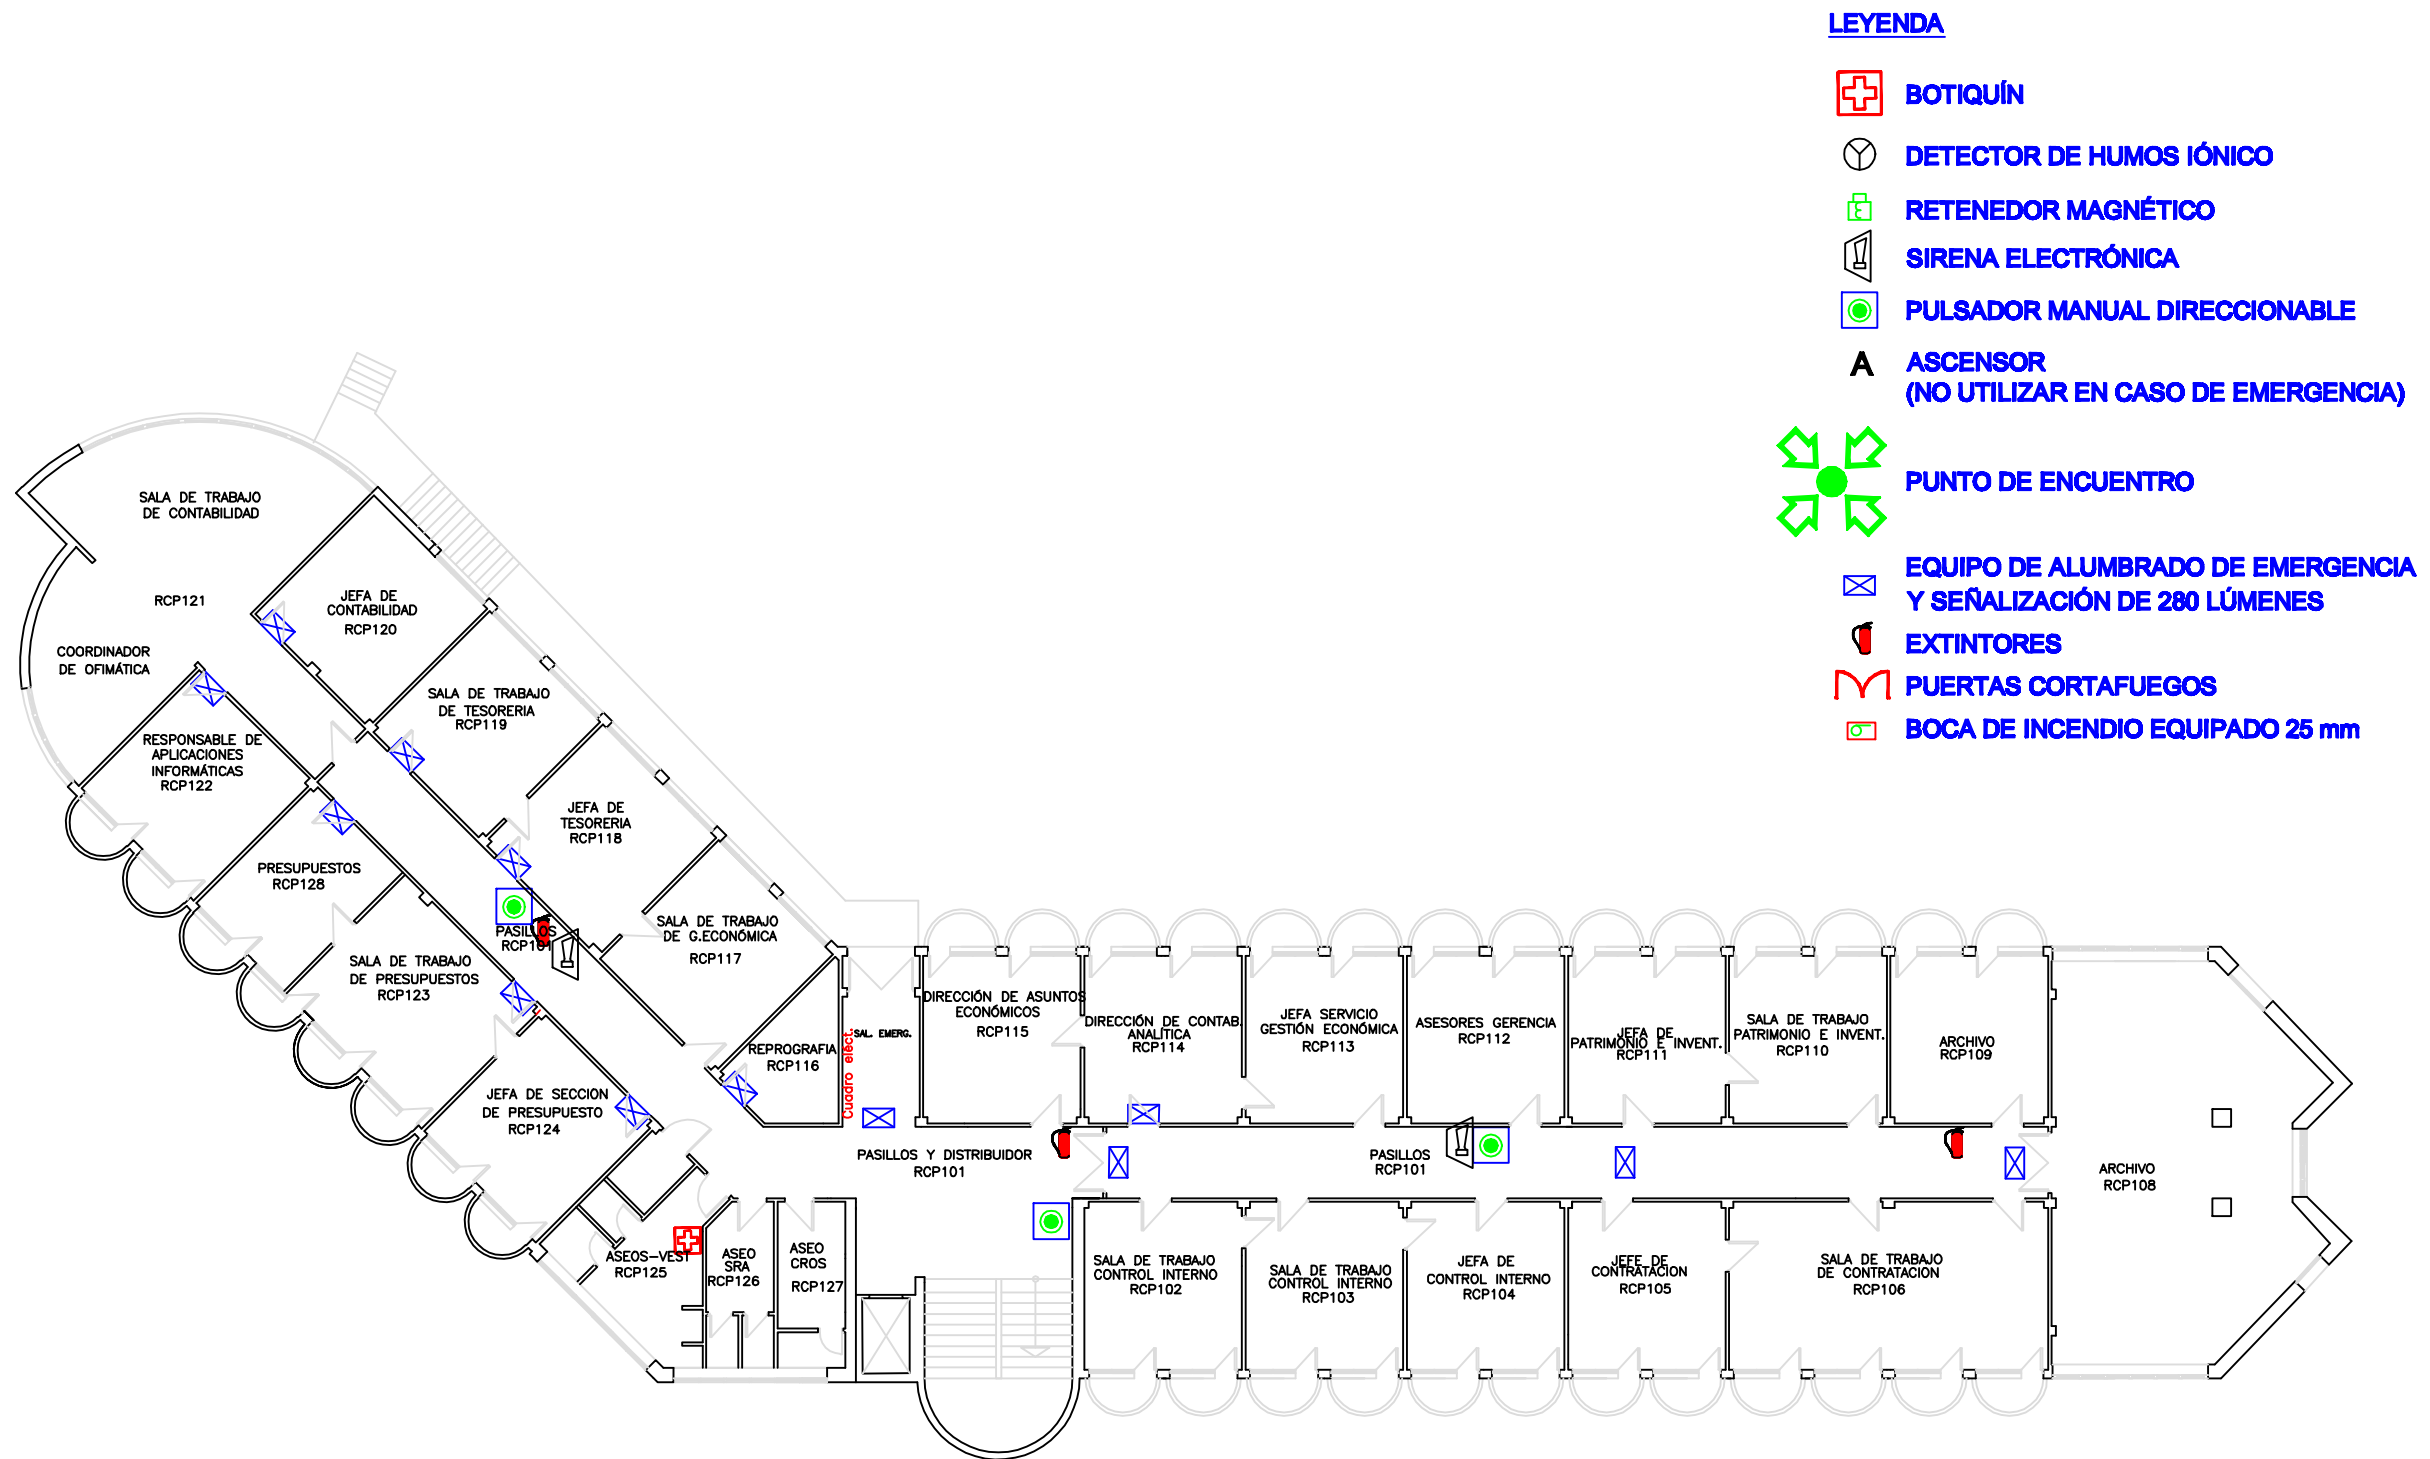 LEYENDA
BOTIQUÍN
DETECTOR DE HUMOS IÓNICO
RETENEDOR MAGNÉTICO
SIRENA ELECTRÓNICA
PULSADOR MANUAL DIRECCIONABLE
A
ASCENSOR
(NO UTILIZAR EN CASO DE EMERGENCIA)
PUNTO DE ENCUENTRO
EQUIPO DE ALUMBRADO DE EMERGENCIA
Y SEÑALIZACIÓN DE 280 LÚMENES
EXTINTORES
PUERTAS CORTAFUEGOS
BOCA DE INCENDIO EQUIPADO 25 mm
SALA DE TRABAJO
DE CONTABILIDAD
RCP121
COORDINADOR
DE OFIMÁTICA
JEFA DE
CONTABILIDAD
RCP120
SALA DE TRABAJO
DE TESORERIA
RCP119
RESPONSABLE DE
APLICACIONES
INFORMÁTICAS
RCP122
JEFA DE
TESORERIA
RCP118
PRESUPUESTOS
RCP128
PASILLOS
RCP101
SALA DE TRABAJO
DE G.ECONÓMICA
RCP117
SALA DE TRABAJO
DE PRESUPUESTOS
RCP123
REPROGRAFIA
RCP116
Cuadro eléct.
SAL. EMERG.
JEFA DE SECCION
DE PRESUPUESTO
RCP124
DIRECCIÓN DE ASUNTOS
ECONÓMICOS
RCP115
DIRECCIÓN DE CONTAB.
ANALÍTICA
RCP114
JEFA SERVICIO
GESTIÓN ECONÓMICA
RCP113
ASESORES GERENCIA
RCP112
JEFA DE
PATRIMONIO E INVENT.
RCP111
SALA DE TRABAJO
PATRIMONIO E INVENT.
RCP110
ARCHIVO
RCP109
PASILLOS Y DISTRIBUIDOR
RCP101
PASILLOS
RCP101
ARCHIVO
RCP108
ASEOS-VEST
RCP125
ASEO
SRA
RCP126
ASEO
CROS
RCP127
SALA DE TRABAJO
CONTROL INTERNO
RCP102
SALA DE TRABAJO
CONTROL INTERNO
RCP103
JEFA DE
CONTROL INTERNO
RCP104
JEFE DE
CONTRATACION
RCP105
SALA DE TRABAJO
DE CONTRATACION
RCP106